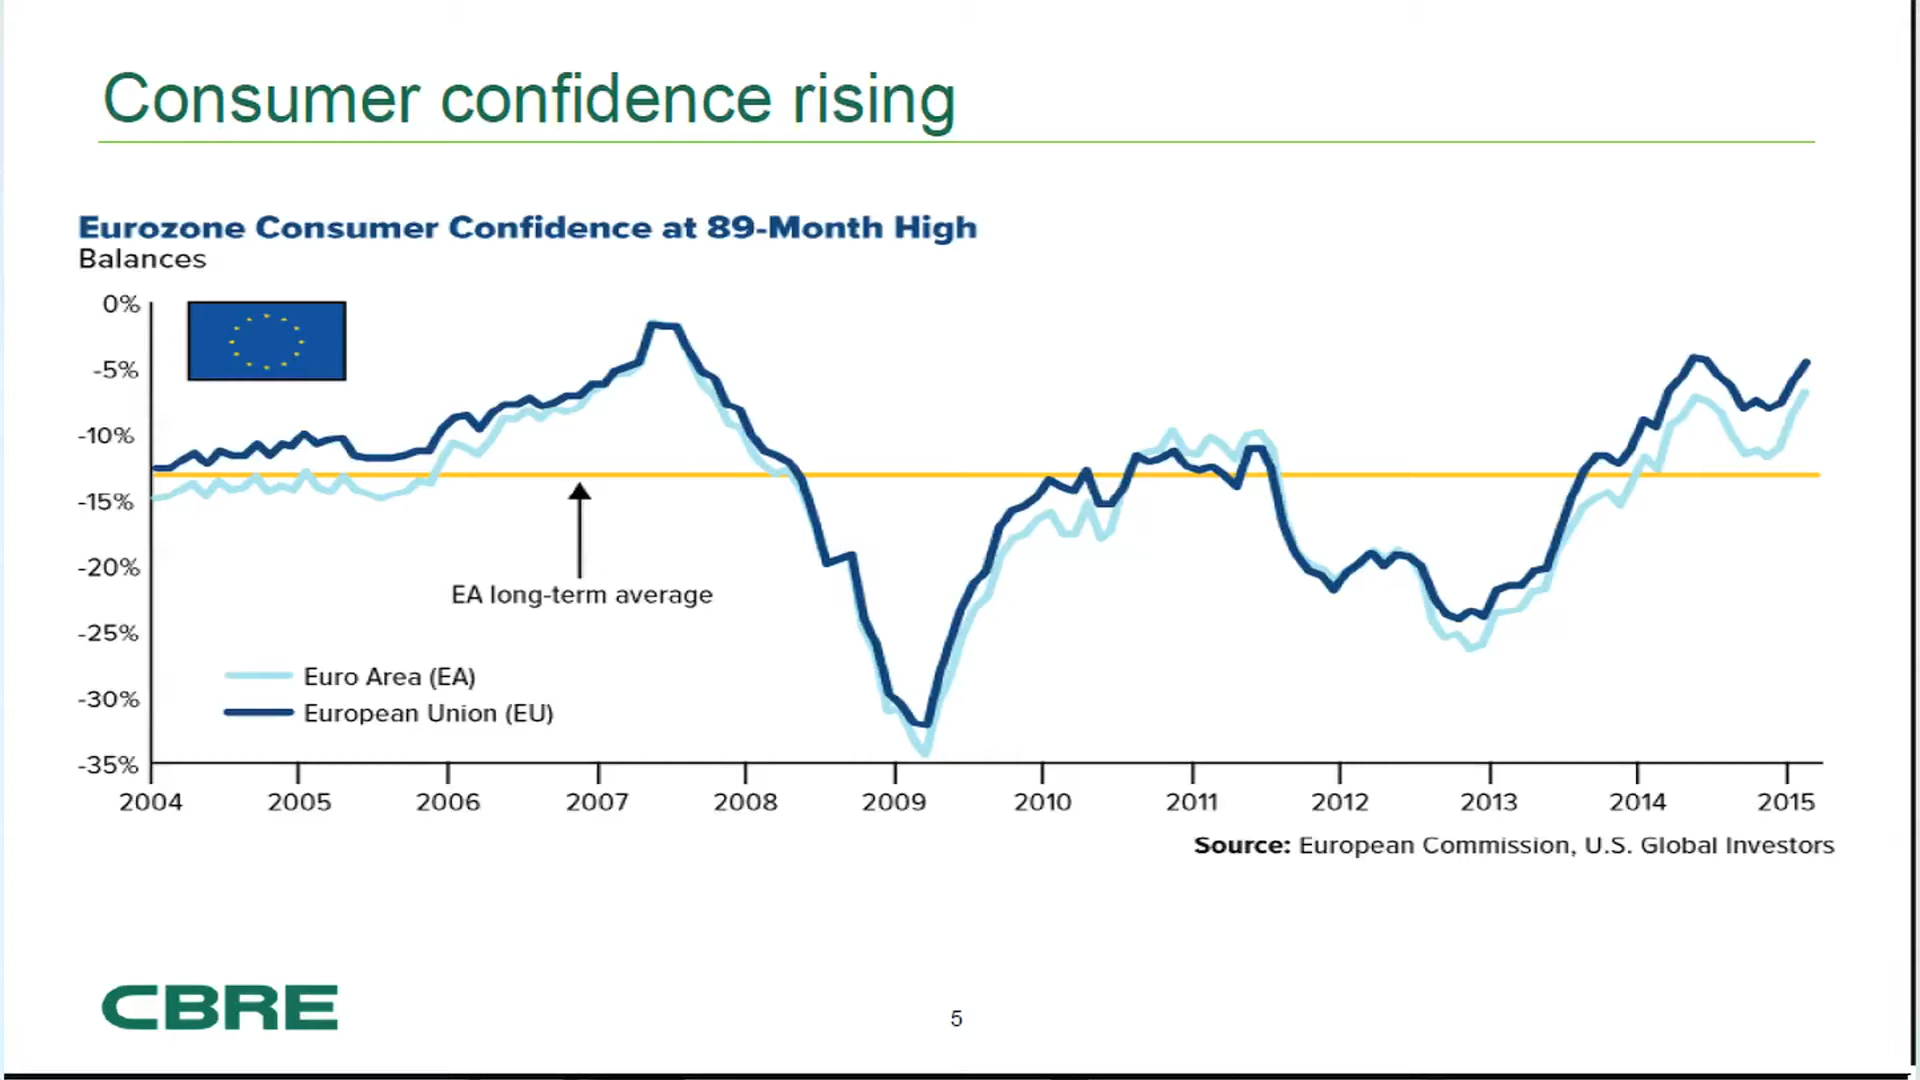 Consumer confidence rising
Eurozone Consumer Confidence at 89-Month High
Balances
0%
-5%
-10%
-15%
-20%
-25%
-30%
-35%
EA long-term average
Euro Area (EA)
European Union (EU)
2004 2005 2006 2007 2008 2009 2010 2011 2012 2013 2014 2015
Source: European Commission, U.S. Global Investors
CBRE
5